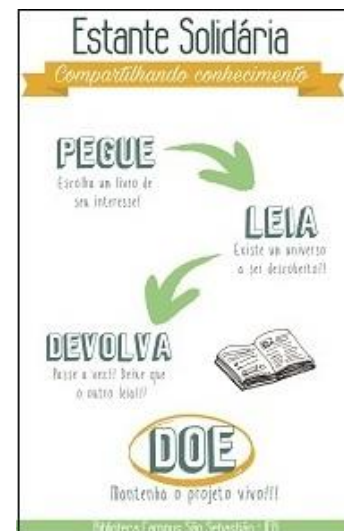 Estante Solidária
Compartilhando conhecimento
PEGUE
Escolha um livro de
seu interesse!
LEIA
Existe um universo
a ser descoberto!!
DEVOLVA
Passe a vez!! Deixe que
o outro leia!!!
DOE
Mantenha o projeto vivo!!!
Biblioteca Campus São Sebastião - IFB